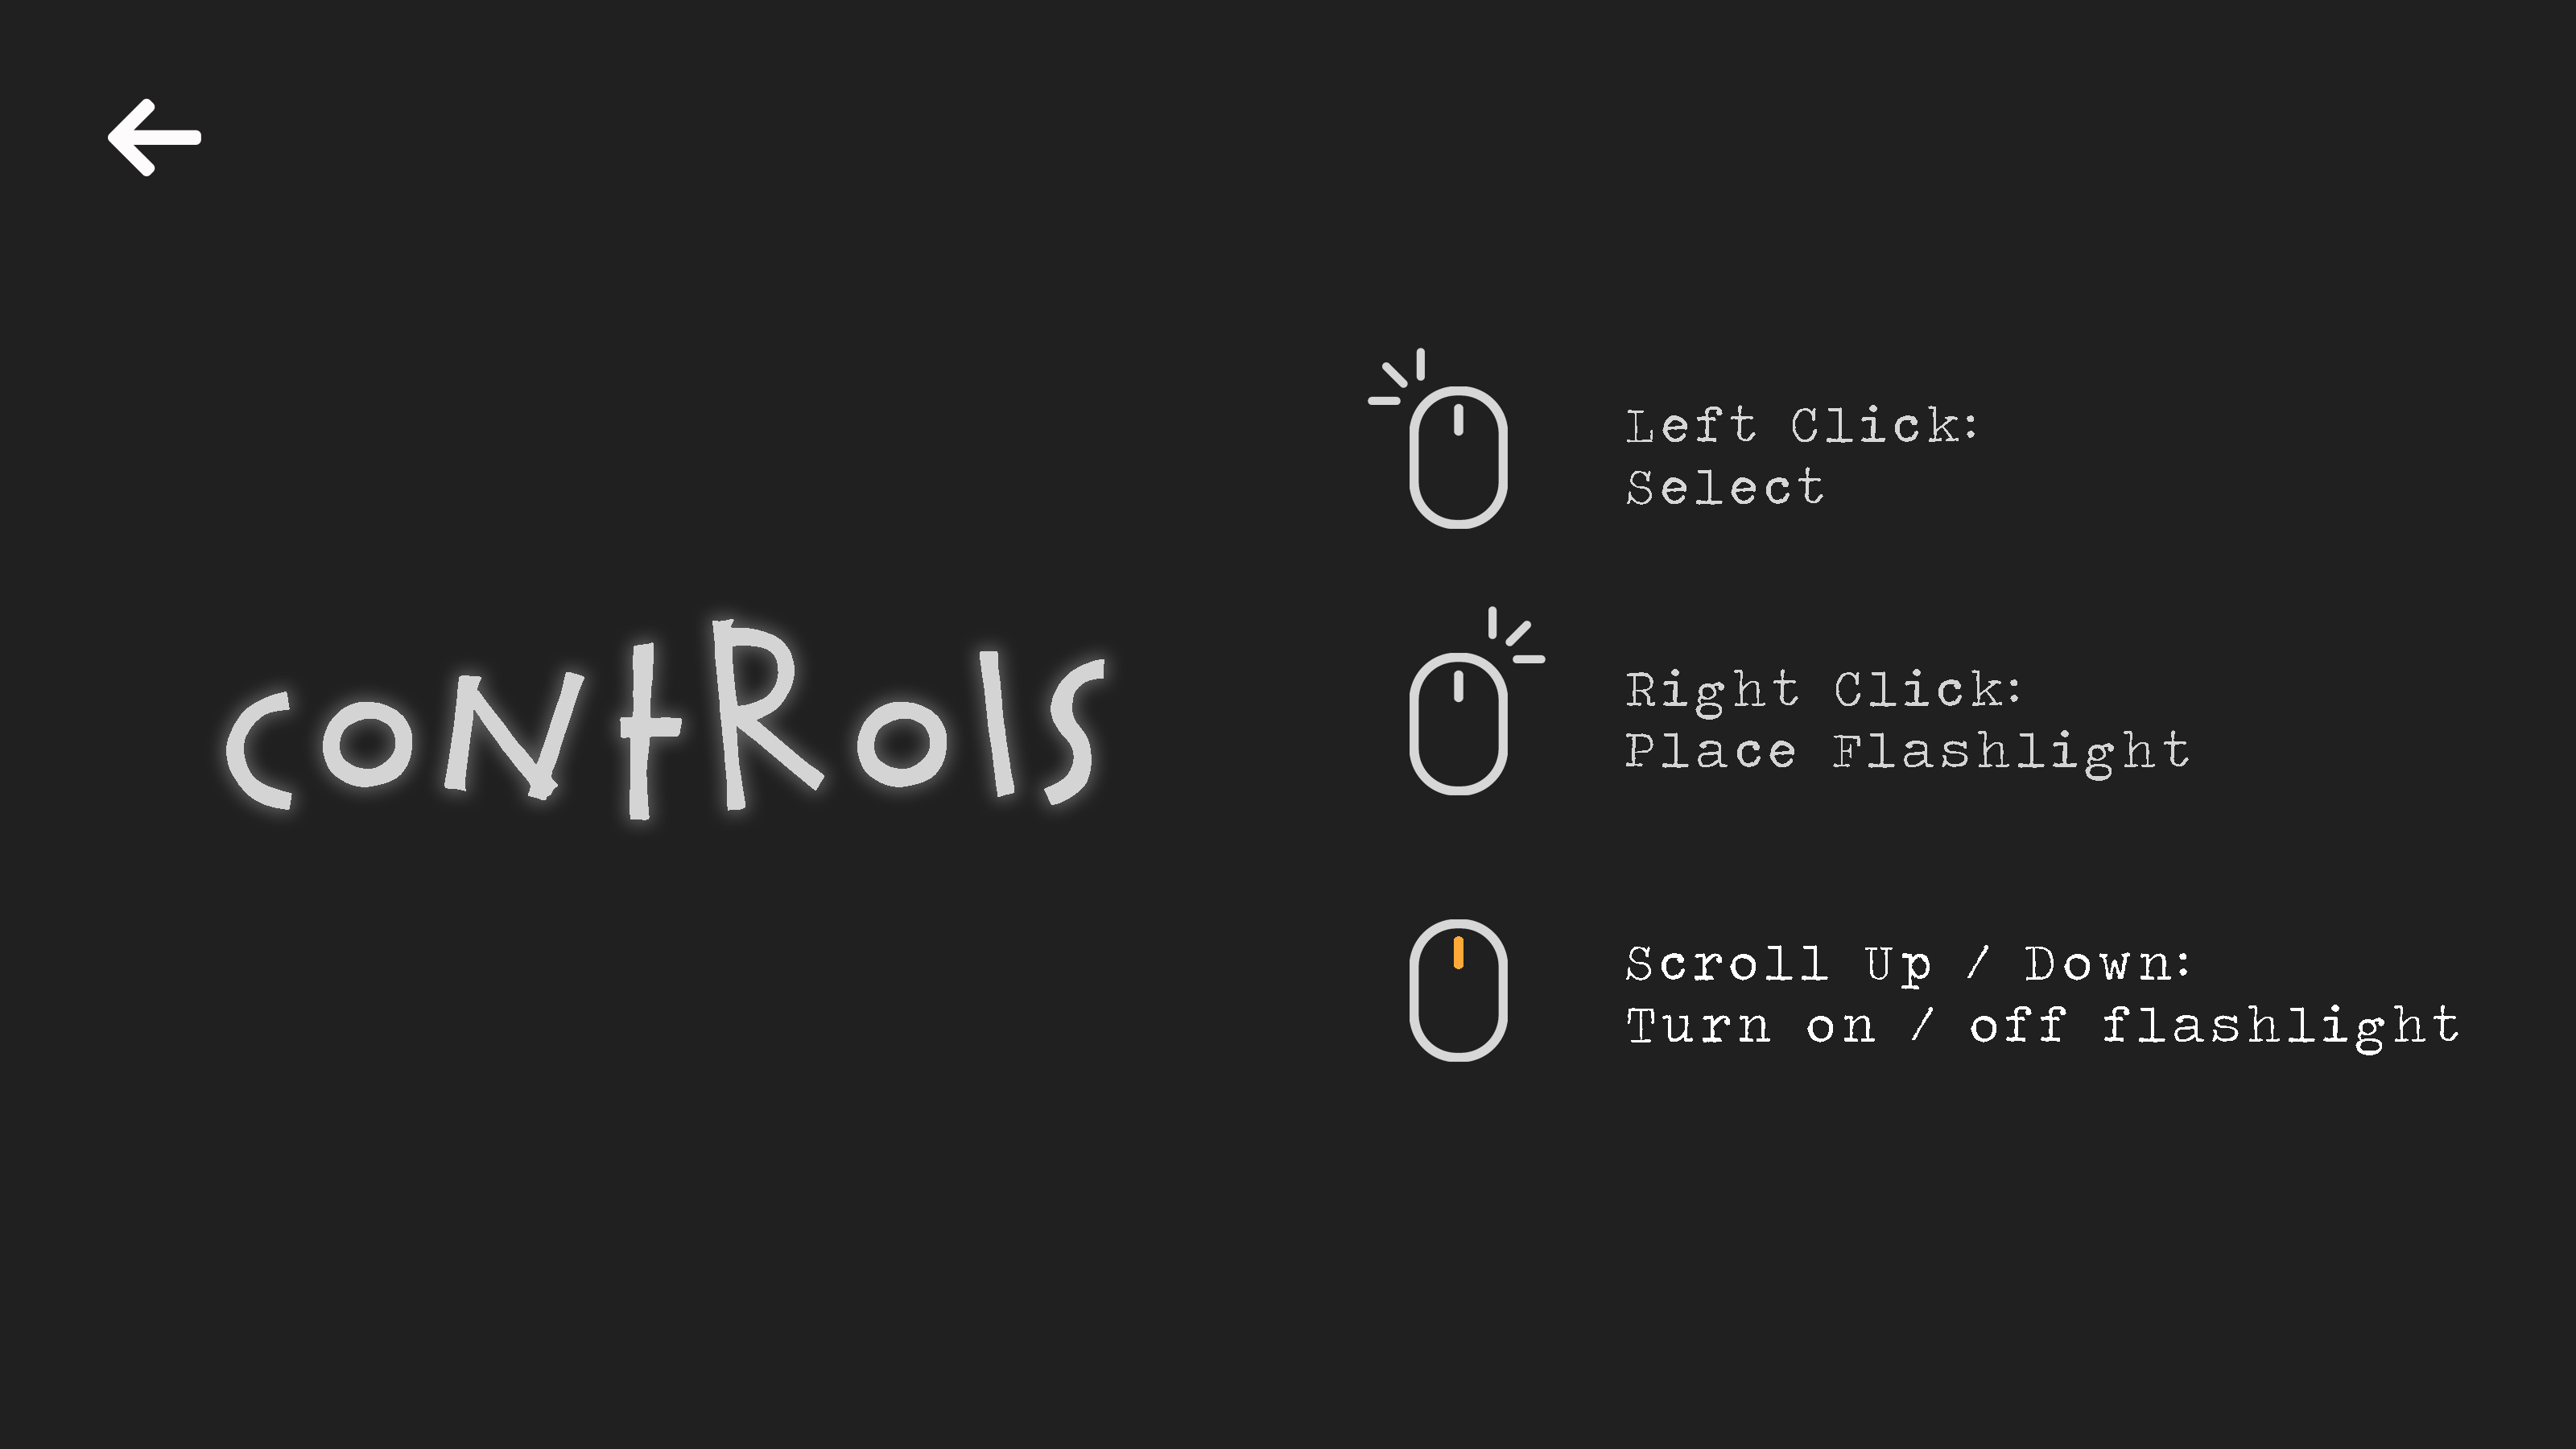 CONtROlS
Left Click:
Select
Right Click:
Place Flashlight
Scroll Up / Down:
Turn on / off flashlight